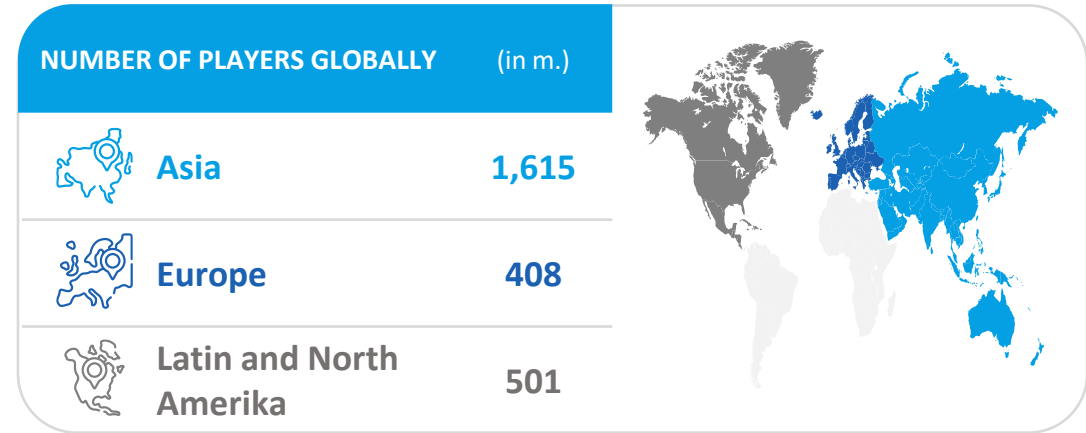 NUMBER OF PLAYERS GLOBALLY (in m.)
Asia 1,615
Europe 408
Latin and North
Amerika
501